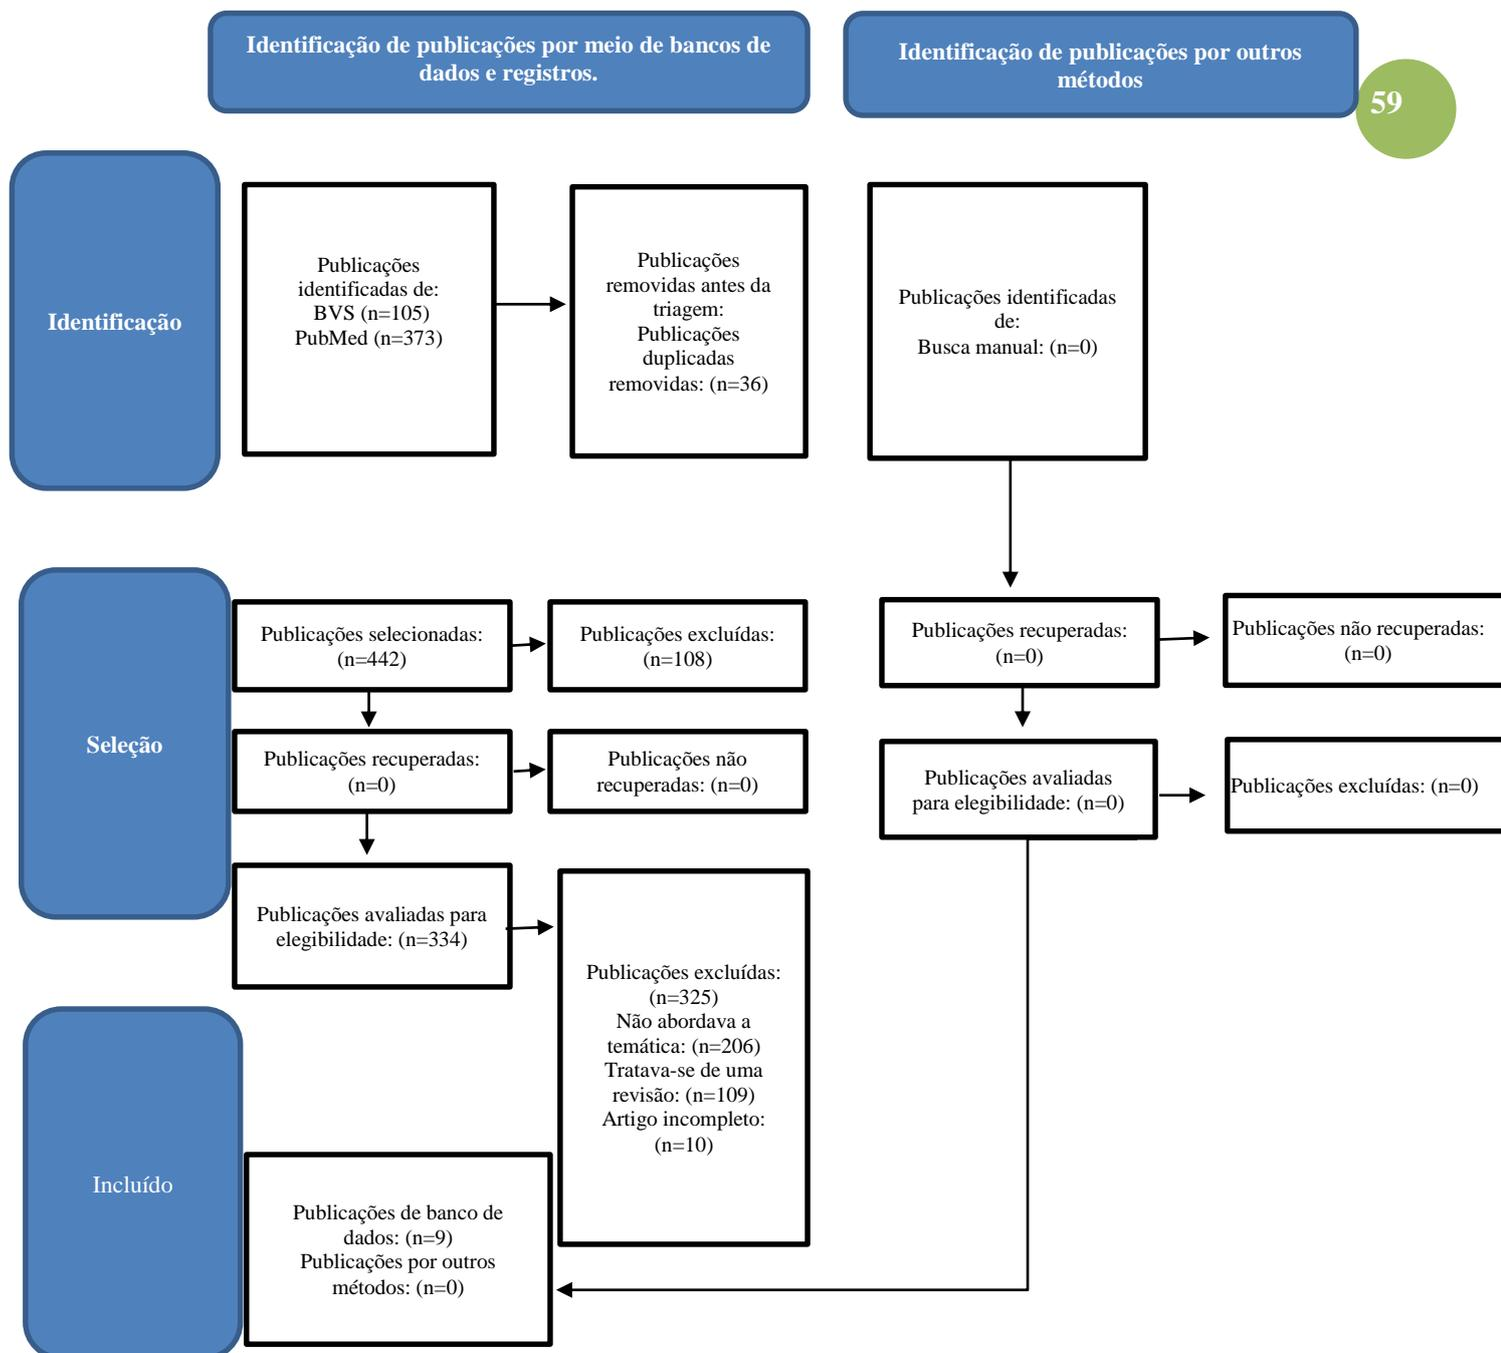 Identificação de publicações por meio de bancos de
dados e registros.
Identificação de publicações por outros
métodos
59
Identificação
Publicações
identificadas de:
BVS (n=105)
PubMed (n=373)
Publicações
removidas antes da
triagem:
Publicações
duplicadas
removidas: (n=36)
Publicações identificadas
de:
Busca manual: (n=0)
Seleção
Publicações selecionadas:
(n=442)
Publicações excluídas:
(n=108)
Publicações recuperadas:
(n=0)
Publicações não recuperadas:
(n=0)
Publicações recuperadas:
(n=0)
Publicações não
recuperadas: (n=0)
Publicações avaliadas
para elegibilidade: (n=0)
Publicações excluídas: (n=0)
Publicações avaliadas para
elegibilidade: (n=334)
Publicações excluídas:
(n=325)
Não abordava a
temática: (n=206)
Tratava-se de uma
revisão: (n=109)
Artigo incompleto:
(n=10)
Incluído
Publicações de banco de
dados: (n=9)
Publicações por outros
métodos: (n=0)